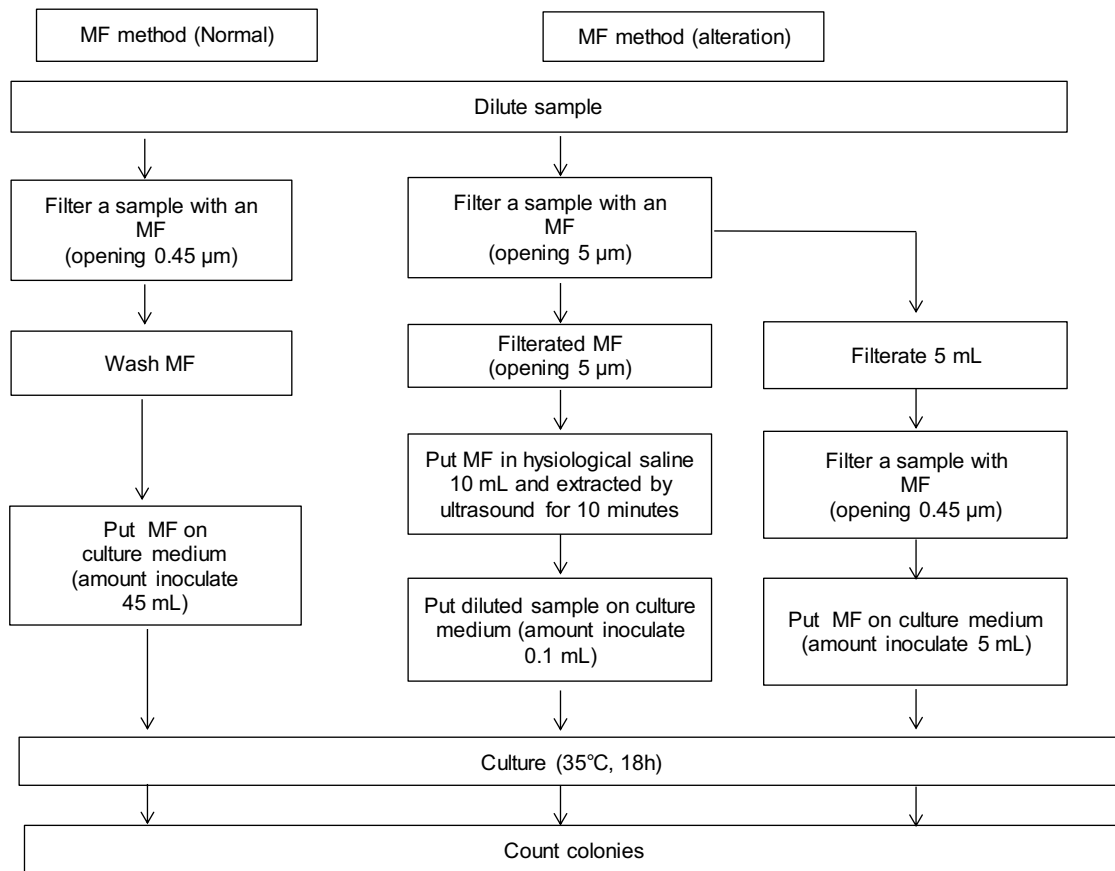 MF method (Normal)
MF method (alteration)
Dilute sample
Filter a sample with an
MF
(opening 0.45 µm)
Filter a sample with an
MF
(opening 5 µm)
Wash MF
Filterated MF
(opening 5 µm)
Filterate 5 mL
Put MF in hysiological saline
10 mL and extracted by
ultrasound for 10 minutes
Filter a sample with
MF
(opening 0.45 µm)
Put MF on
culture medium
(amount inoculate
45 mL)
Put diluted sample on culture
medium (amount inoculate
0.1 mL)
Put MF on culture medium
(amount inoculate 5 mL)
Culture (35°C, 18h)
Count colonies